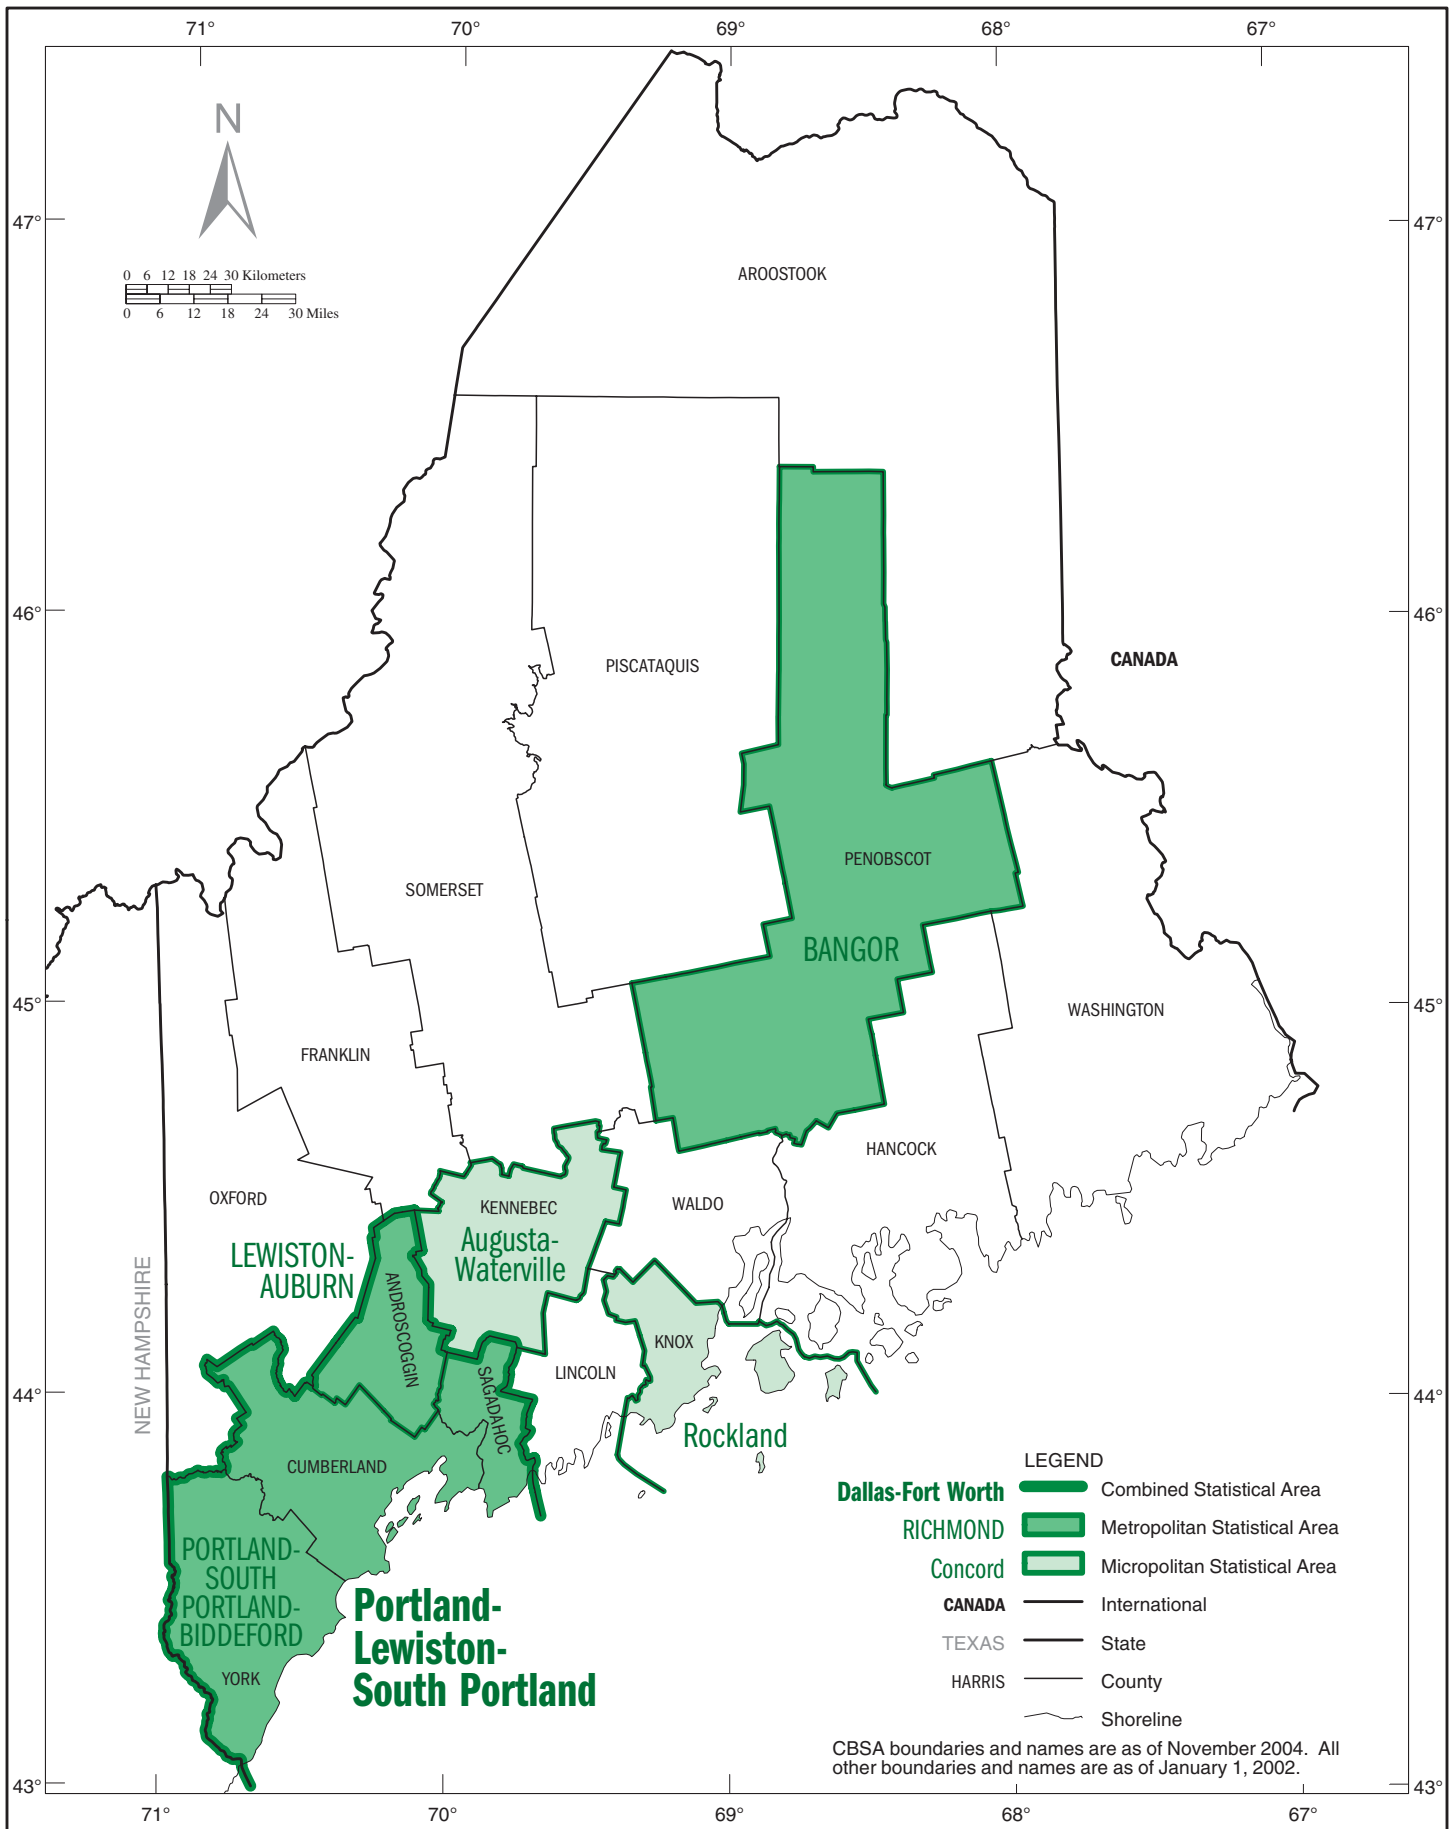 71°
70°
69°
68°
67°
N
47°
47°
0 6 12 18 24 30 Kilometers
0 6 12 18 24 30 Miles
AROOSTOOK
46°
46°
CANADA
PISCATAQUIS
PENOBSCOT
SOMERSET
BANGOR
45°
45°
WASHINGTON
FRANKLIN
HANCOCK
OXFORD
KENNEBEC
WALDO
Augusta-
Waterville
LEWISTON-
AUBURN
ANDROSCOGGIN
NEW HAMPSHIRE
KNOX
LINCOLN
SAGADAHOC
44°
44°
Rockland
CUMBERLAND
PORTLAND-
SOUTH
PORTLAND-
BIDDEFORD
YORK
Portland-
Lewiston-
South Portland
LEGEND
Dallas-Fort Worth Combined Statistical Area
RICHMOND Metropolitan Statistical Area
Concord Micropolitan Statistical Area
CANADA International
TEXAS State
HARRIS County
Shoreline
CBSA boundaries and names are as of November 2004. All
other boundaries and names are as of January 1, 2002.
43°
43°
71°
70°
69°
68°
67°